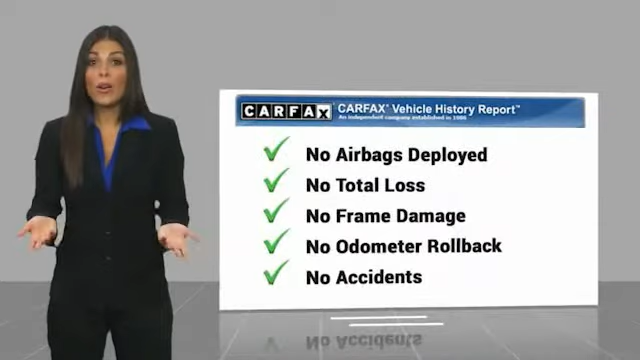 CARFAX CARFAX® Vehicle History Report™
An independent company established in 1986
No Airbags Deployed
No Total Loss
No Frame Damage
No Odometer Rollback
No Accidents